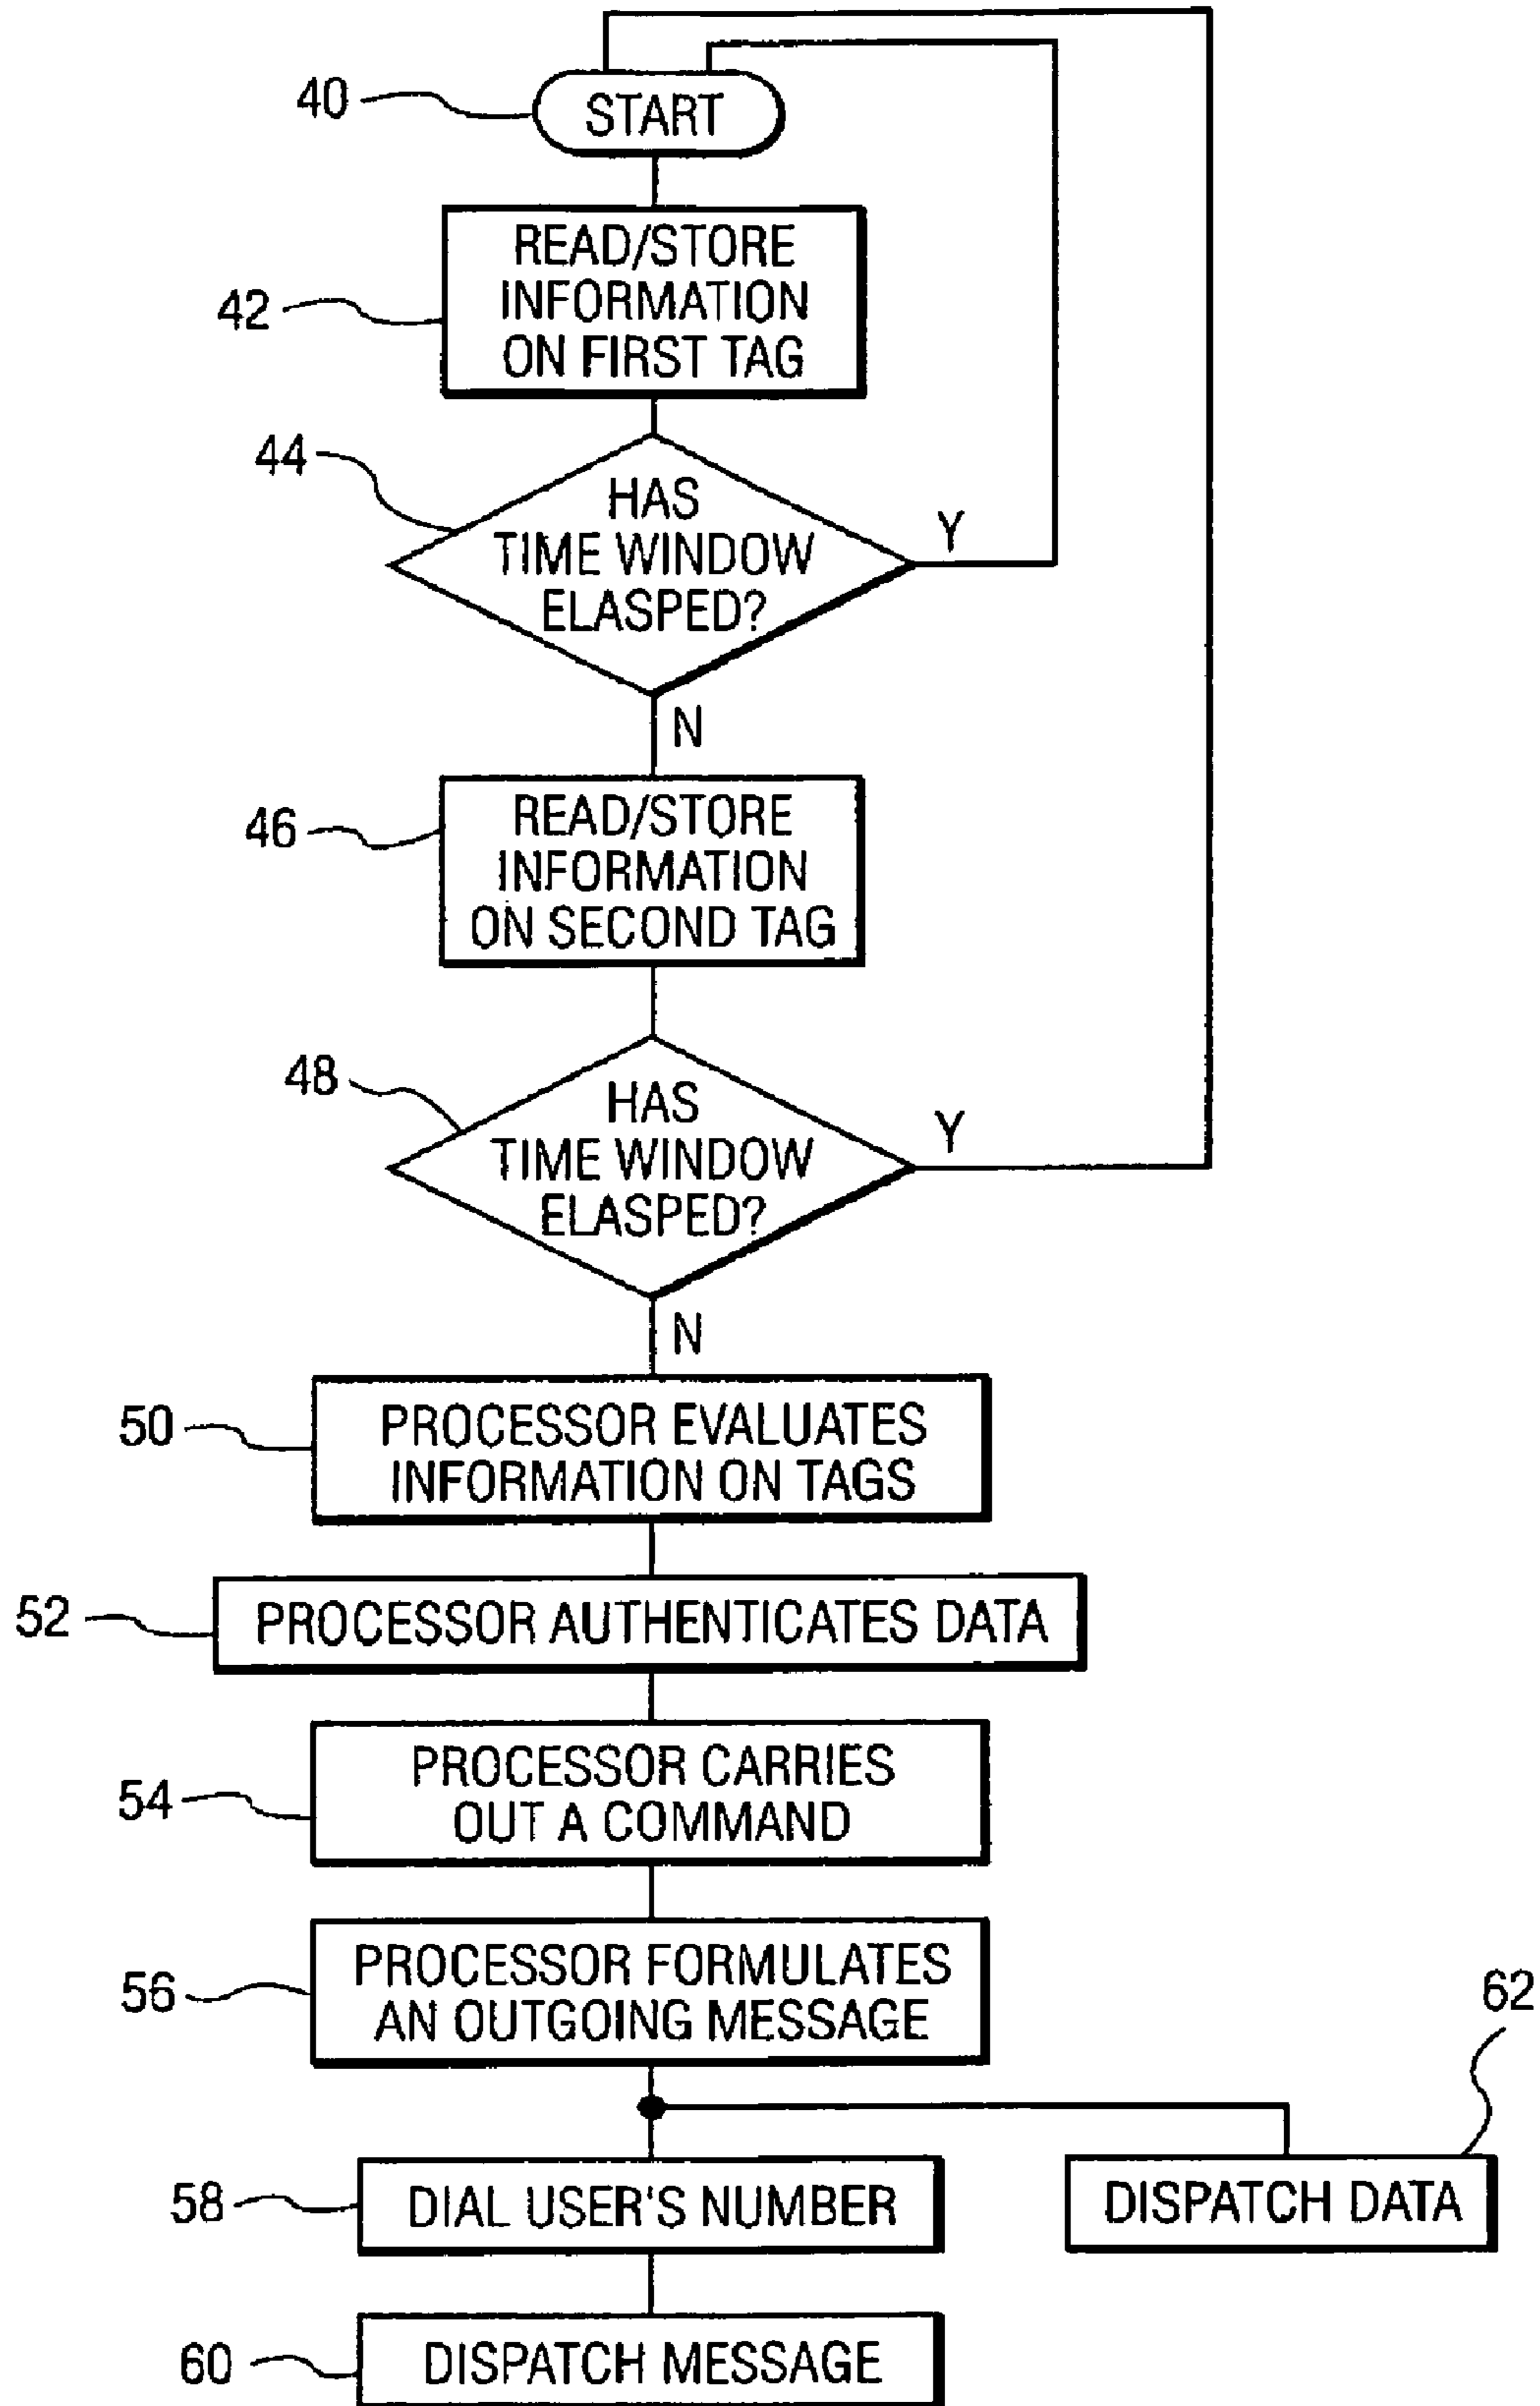 40
START
42
READ/STORE
INFORMATION
ON FIRST TAG
44
HAS
TIME WINDOW
ELASPED?
Y
N
46
READ/STORE
INFORMATION
ON SECOND TAG
48
HAS
TIME WINDOW
ELASPED?
Y
N
50
PROCESSOR EVALUATES
INFORMATION ON TAGS
52
PROCESSOR AUTHENTICATES DATA
54
PROCESSOR CARRIES
OUT A COMMAND
56
PROCESSOR FORMULATES
AN OUTGOING MESSAGE
62
58
DIAL USER'S NUMBER
DISPATCH DATA
60
DISPATCH MESSAGE